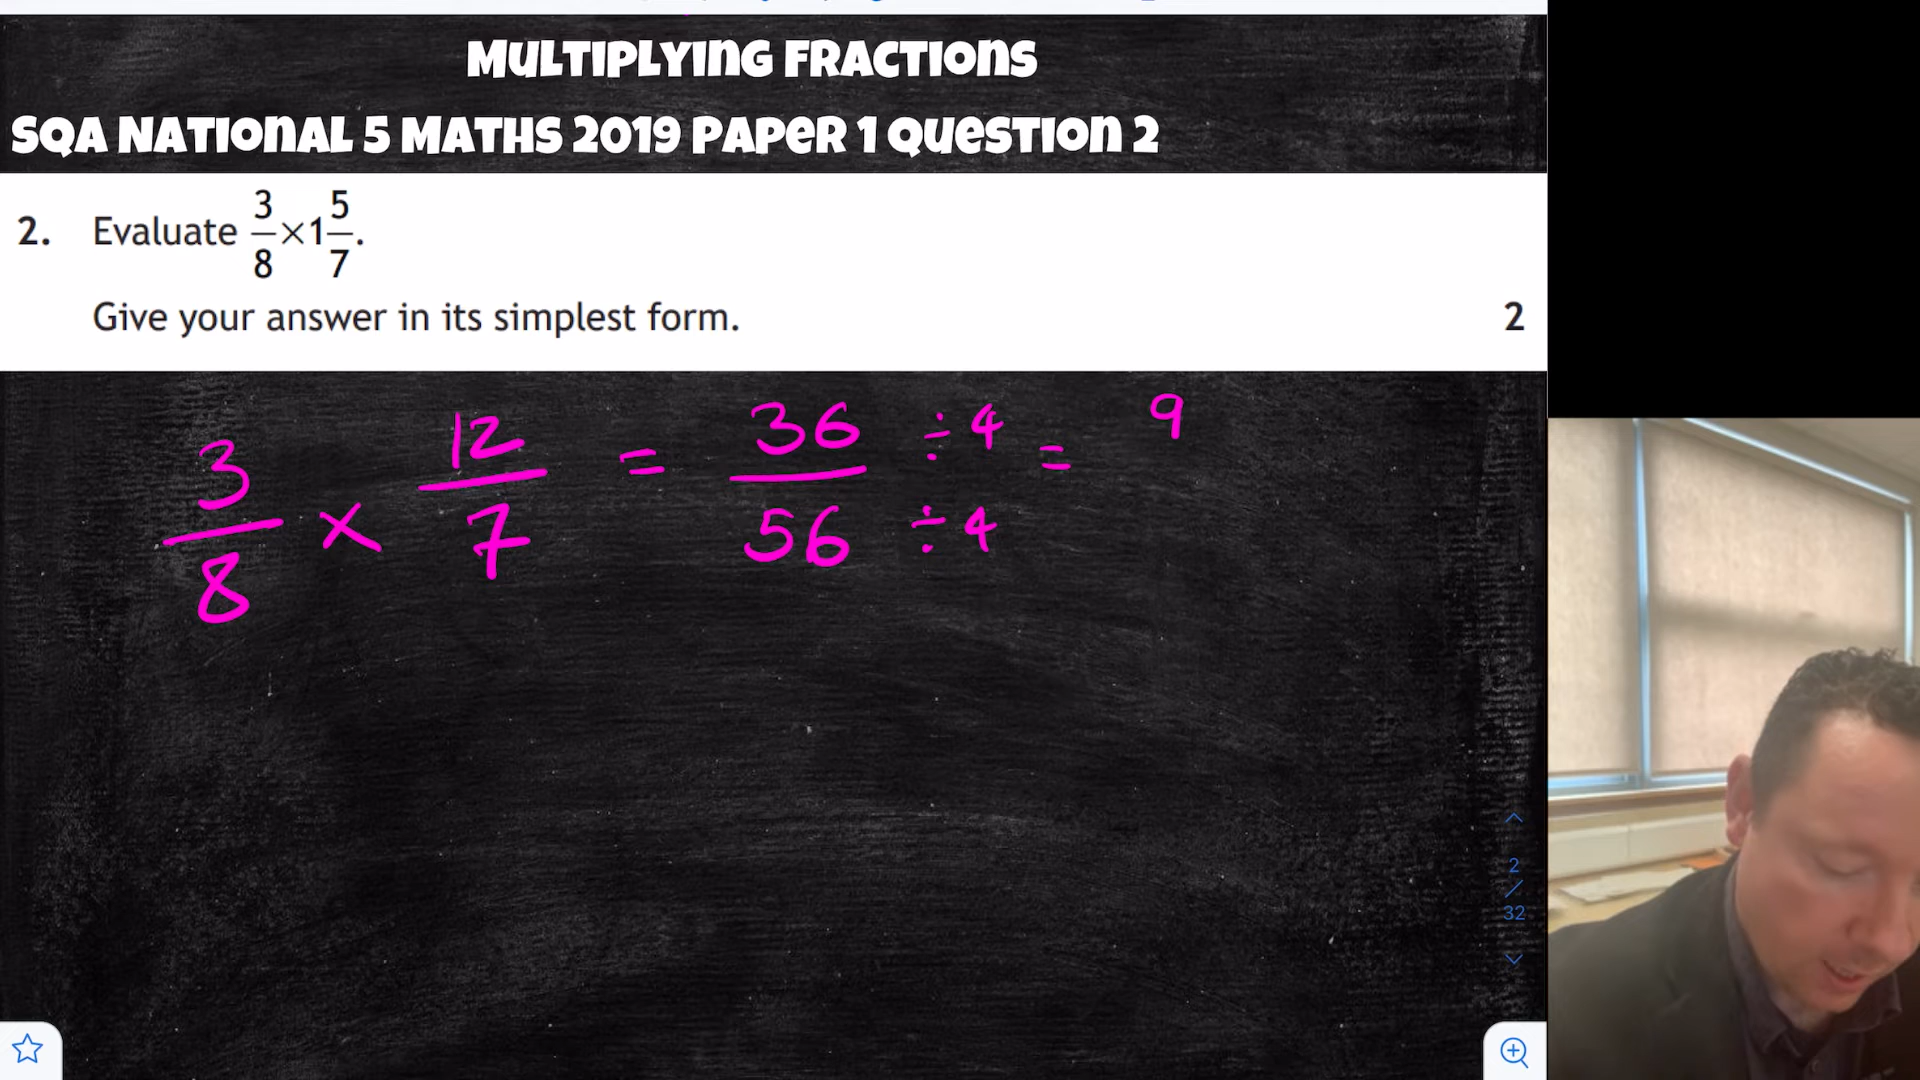 MULTIPLYING FRACTIONS
SQA NATIONAL 5 MATHS 2019 PAPER 1 QUESTION 2
2. Evaluate 3/8 × 1 5/7.
Give your answer in its simplest form. 2
3/8 × 12/7 = 36/56 ÷4/÷4 = 9
2
/
32